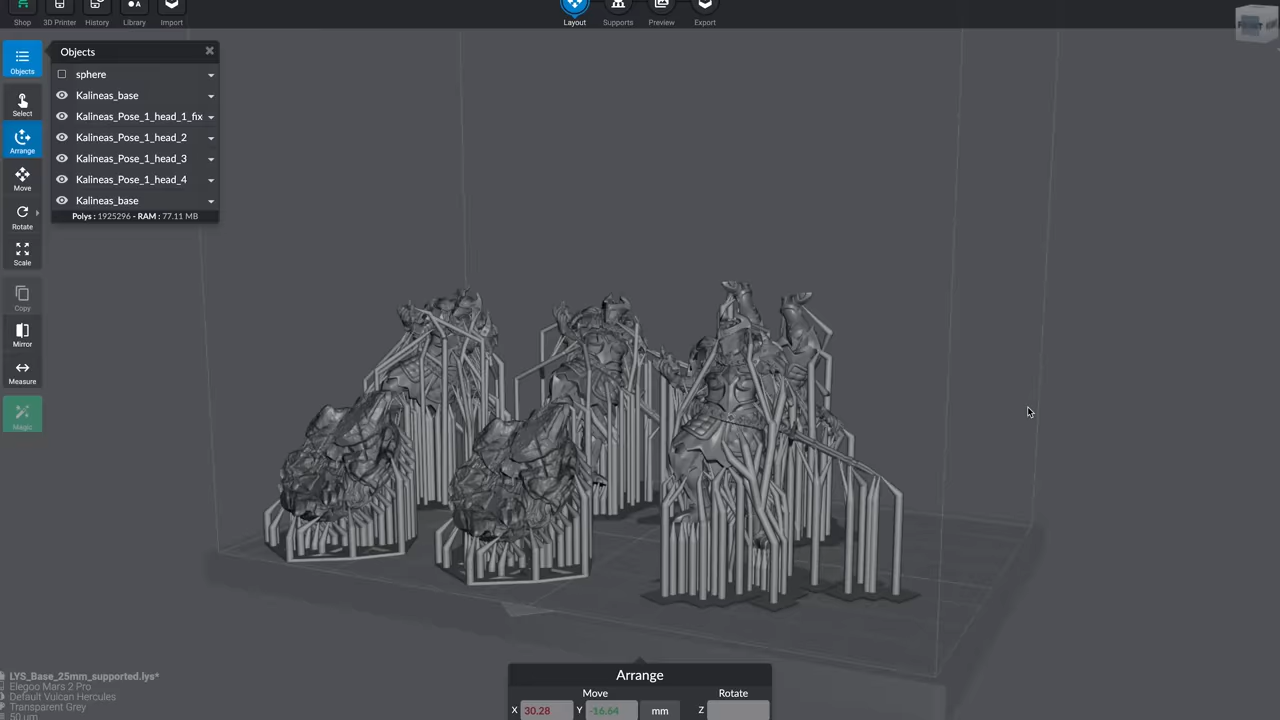 Shop
3D Printer
History
Library
Import
Layout
Supports
Preview
Export
Objects
Select
Arrange
Move
Rotate
Scale
Copy
Mirror
Measure
Magic
Objects
sphere
Kalineas_base
Kalineas_Pose_1_head_1_fix
Kalineas_Pose_1_head_2
Kalineas_Pose_1_head_3
Kalineas_Pose_1_head_4
Kalineas_base
Polys : 1925296 - RAM : 77.11 MB
LYS_Base_25mm_supported.lys*
Elegoo Mars 2 Pro
Default Vulcan Hercules
Transparent Grey
50 µm
Arrange
Move
Rotate
X 30.28 Y -16.64 mm Z